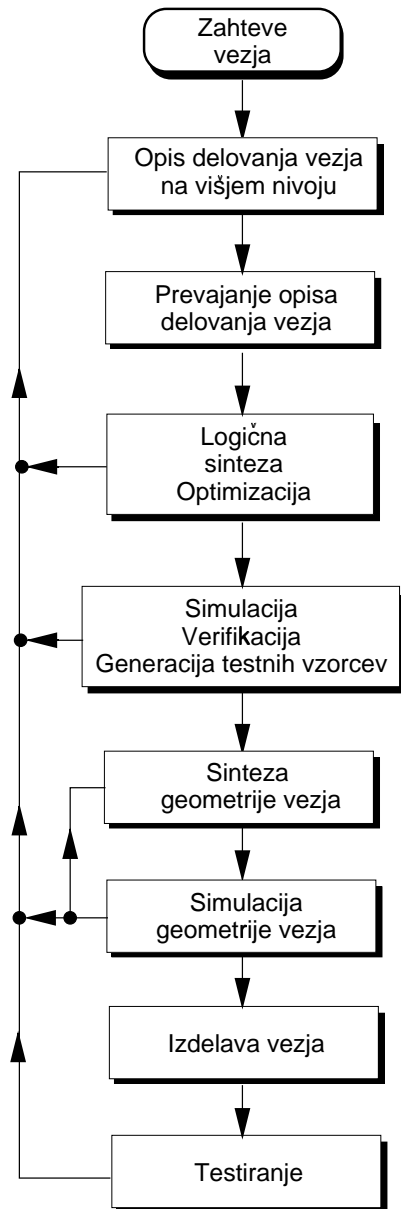 Zahteve
vezja
Opis delovanja vezja
na višjem nivoju
Prevajanje opisa
delovanja vezja
Logična
sinteza
Optimizacija
Simulacija
Verifikacija
Generacija testnih vzorcev
Sinteza
geometrije vezja
Simulacija
geometrije vezja
Izdelava vezja
Testiranje